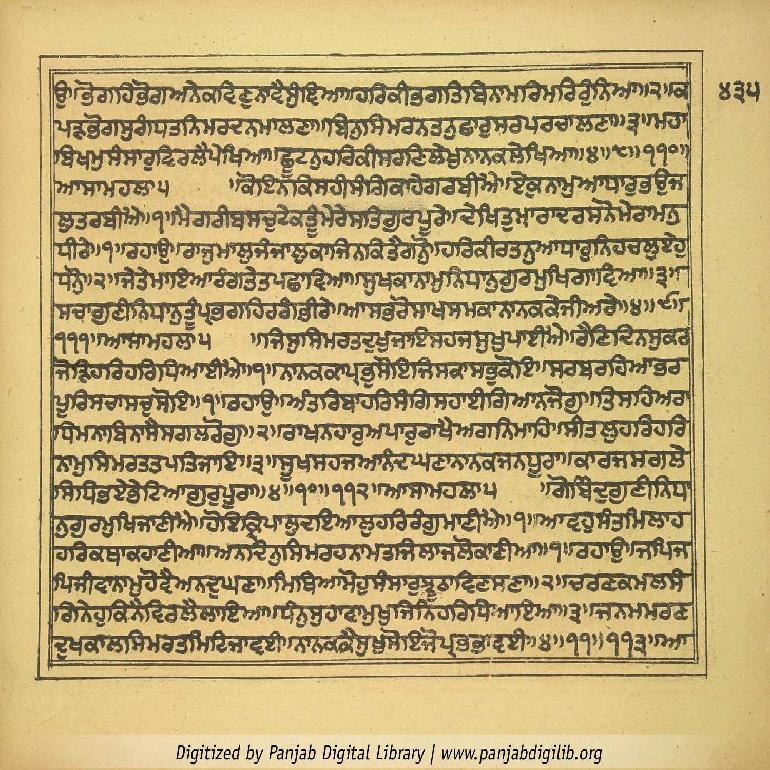 ੳੁ॥ਭੋਗਹਿਭੋਗਅਨੇਕਵਿਣੁਨਾਵੈਸੁੰਞਿਆ॥ਹਰਿਕੀਭਗਤਿਬਿਨਾਮਰਿਮਰਿਰੁੰਨਿਆ॥੨॥ਕ
੪੩੫
ਪੜਭੋਗਸੁਗੰਧਤਨਿਮਰਦਨਮਾਲਣਾ॥ਬਿਨੁਸਿਮਰਨਤਨੁਛਾਰੁਸਰਪਰਚਾਲਣਾ॥੩॥ਮਹਾ
ਬਿਖਮੁਸੰਸਾਰੁਵਿਰਲੈਪੇਖਿਆ॥ਛੂਟਨੁਹਰਿਕੀਸਰਣਿਲੇਖੁਨਾਨਕਲੇਖਿਆ॥੪॥੯॥੧੧੦॥
ਆਸਾਮਹਲਾ੫ ॥ਕੋਇਨਕਿਸਹੀਸੰਗਿਕਾਹੇਗਰਬੀਐ॥ਏਕੁਨਾਮੁਆਧਾਰੁਭਉਜ
ਲੁਤਰਬੀਐ॥੧॥ਮੈਗਰੀਬਸਚੁਟੇਕਤੂੰਮੇਰੇਸਤਿਗੁਰਪੂਰੇ॥ਦੇਖਿਤੁਮਾਰਾਦਰਸਨੋਮੇਰਾਮਨੁ
ਧੀਰੇ॥੧॥ਰਹਾਉ॥ਰਾਜੁਮਾਲੁਜੰਜਾਲੁਕਾਜਿਨਕਿਤੈਗਨੋੁ॥ਹਰਿਕੀਰਤਨੁਆਧਾਰੁਨਿਹਚਲੁਏਹੁ
ਧਨੋੁ॥੨॥ਜੇਤੇਮਾਇਆਰੰਗਤੇਤਪਛਾਵਿਆ॥ਸੁਖਕਾਨਾਮੁਨਿਧਾਨੁਗੁਰਮੁਖਿਗਾਵਿਆ॥੩॥
ਸਚਾਗੁਣੀਨਿਧਾਨੁਤੂੰਪ੍ਰਭਗਹਿਰਗੰਭੀਰੇ॥ਆਸਭਰੋਸਾਖਸਮਕਾਨਾਨਕਕੇਜੀਅਰੇ॥੪॥੯॥
੧੧੧॥ਆਸਾਮਹਲਾ੫ ॥ਜਿਸੁਸਿਮਰਤਦੁਖੁਜਾਇਸਹਜਸੁਖੁਪਾਈਐ॥ਰੈਣਿਦਿਨਸੁਕਰ
ਜੋੜਿਹਰਿਹਰਿਧਿਆਈਐ॥੧॥ਨਾਨਕਕਾਪ੍ਰਭੁਸੋਇਜਿਸਕਾਸਭੁਕੋਇ॥ਸਰਬਰਹਿਆਭਰ
ਪੂਰਿਸਚਾਸਚੁਸੋਇ॥੧॥ਰਹਾਉ॥ਅੰਤਰਿਬਾਹਰਿਸੰਗਿਸਹਾਈਗਿਆਨਜੋਗੁ॥ਤਿਸਹਿਅਰਾ
ਧਿਮਨਾਬਿਨਾਸੈਸਗਲਰੋਗੁ॥੨॥ਰਾਖਨਹਾਰੁਅਪਾਰੁਰਾਖੈਅਗਨਿਮਾਹਿ॥ਸੀਤਲੁਹਰਿਹਰਿ
ਨਾਮੁਸਿਮਰਤਤਪਤਿਜਾਇ॥੩॥ਸੂਖਸਹਜਆਨੰਦਘਣਾਨਾਨਕਜਨਧੂਰਾ॥ਕਾਰਜਸਗਲੇ
ਸਿਧਿਭਏਭੇਟਿਆਗੁਰੁਪੂਰਾ॥੪॥੧੦॥੧੧੨॥ਆਸਾਮਹਲਾ੫ ॥ਗੋਬਿੰਦੁਗੁਣੀਨਿਧਾ
ਨੁਗੁਰਮੁਖਿਜਾਣੀਐ॥ਹੋਇਕ੍ਰਿਪਾਲੁਦਇਆਲੁਹਰਿਰੰਗੁਮਾਣੀਐ॥੧॥ਆਵਹੁਸੰਤਮਿਲਾਹ
ਹਰਿਕਥਾਕਹਾਣੀਆ॥ਅਨਦਿਨੁਸਿਮਰਹਨਾਮੁਤਜਿਲਾਜਲੋਕਾਣੀਆ॥੧॥ਰਹਾਉ॥ਜਪਿਜ
ਪਿਜੀਵਾਨਾਮੁਹੋਵੈਅਨਦੁਘਣਾ॥ਮਿਥਿਆਮੋਹੁਸੰਸਾਰੁਝੂਠਾਵਿਣਸਣਾ॥੨॥ਚਰਣਕਮਲਸੰ
ਗਿਨੇਹੁਕਿਨੈਵਿਰਲੈਲਾਇਆ॥ਧੰਨੁਸੁਹਾਵਾਮੁਖੁਜਿਨਿਹਰਿਧਿਆਇਆ॥੩॥ਜਨਮਮਰਣ
ਦੁਖਕਾਲਸਿਮਰਤਮਿਟਿਜਾਵਈ॥ਨਾਨਕਕੈਸੁਖੁਸੋਇਜੋਪ੍ਰਭਭਾਵਈ॥੪॥੧੧॥੧੧੩॥ਆ
Digitized by Panjab Digital Library | www.panjabdigilib.org